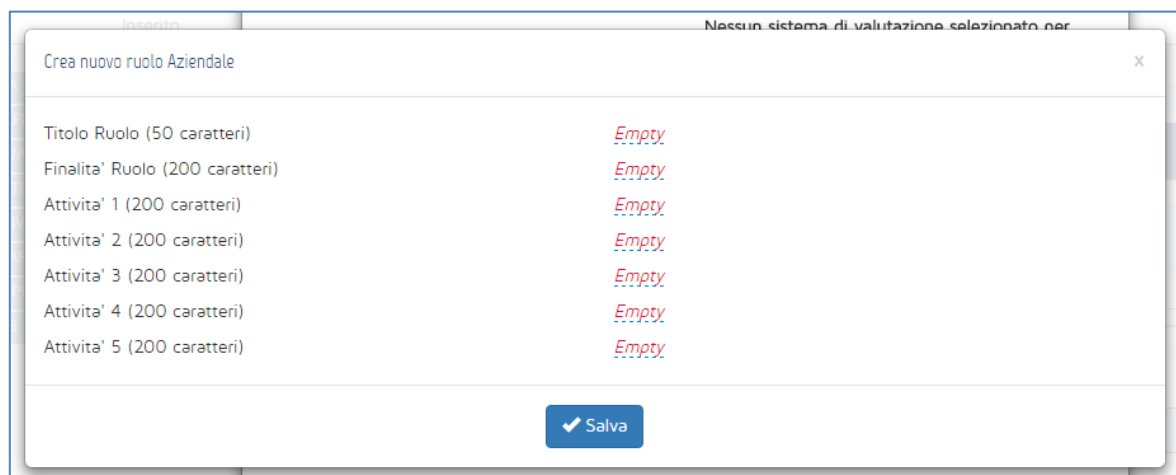 inserito
Nessun sistema di valutazione selezionato per
Crea nuovo ruolo Aziendale x
Titolo Ruolo (50 caratteri) Empty
Finalita' Ruolo (200 caratteri) Empty
Attivita' 1 (200 caratteri) Empty
Attivita' 2 (200 caratteri) Empty
Attivita' 3 (200 caratteri) Empty
Attivita' 4 (200 caratteri) Empty
Attivita' 5 (200 caratteri) Empty
Salva